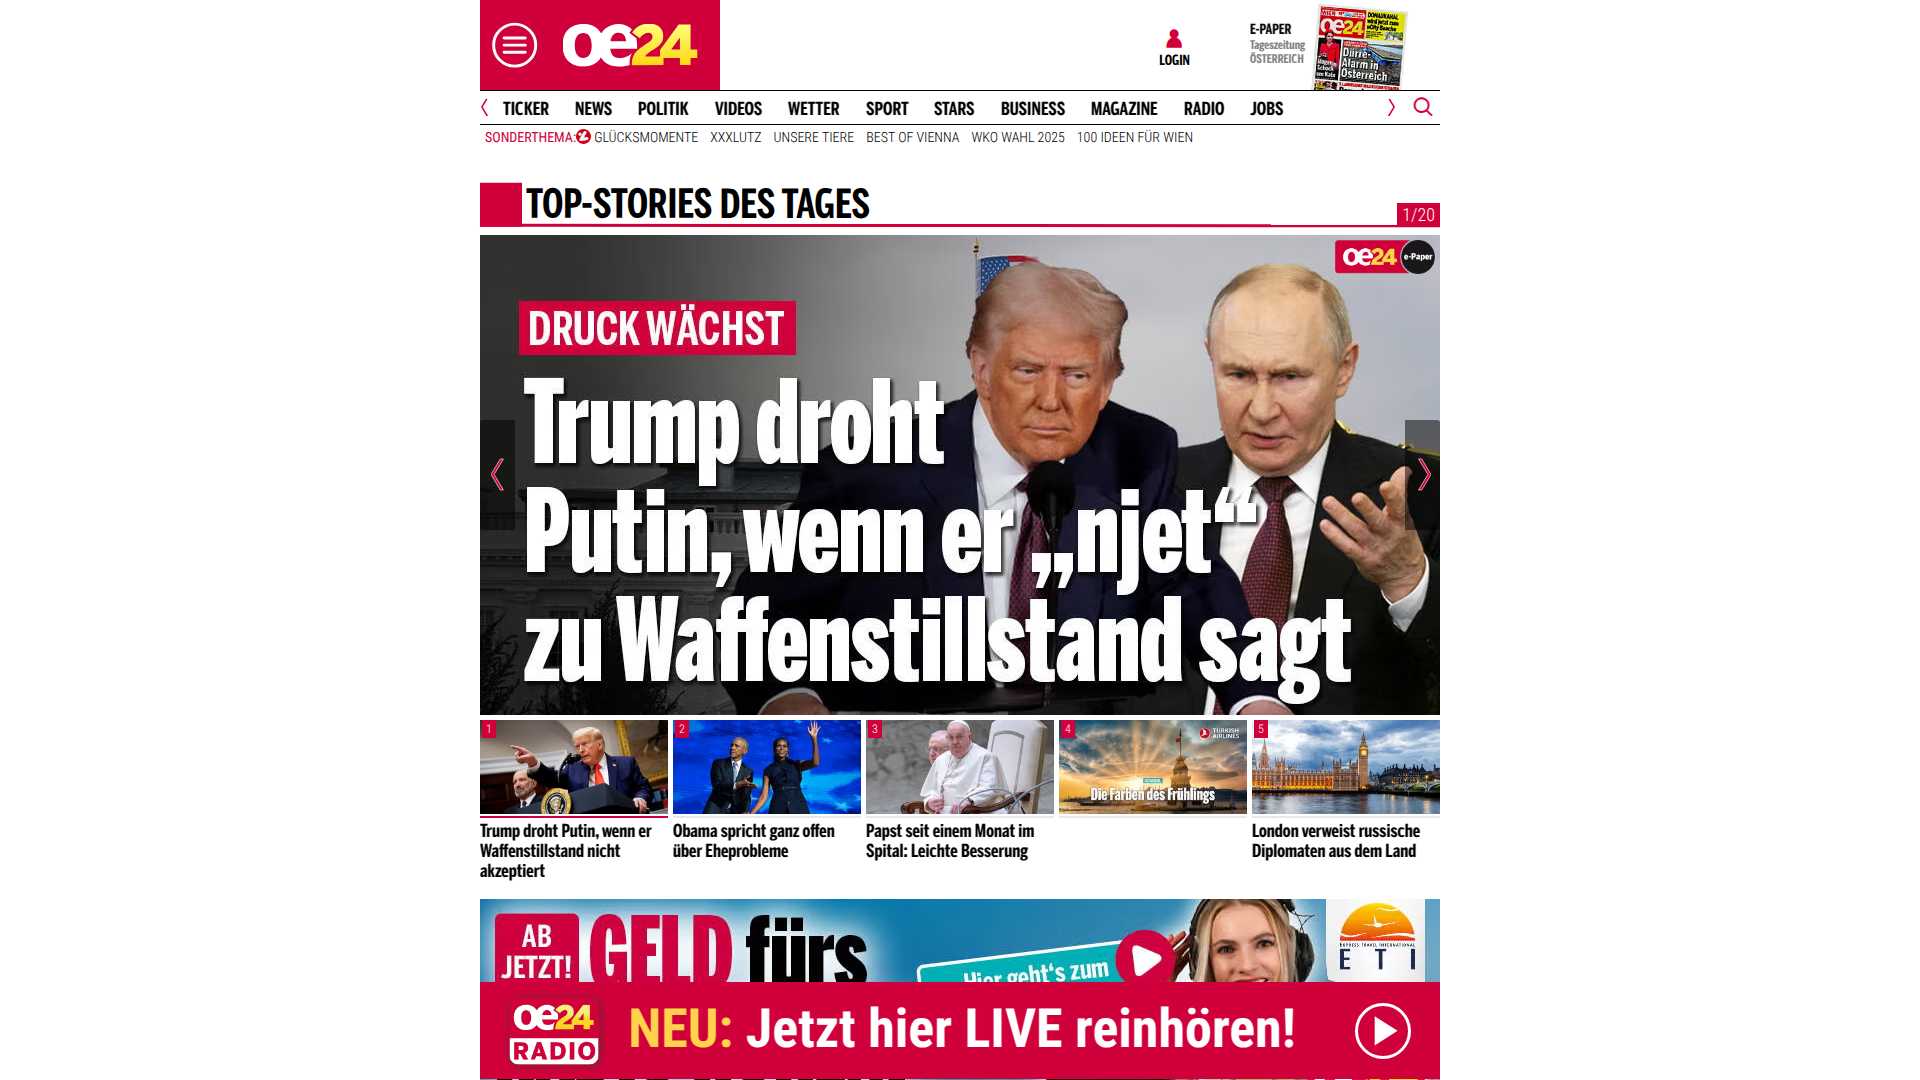 oe24
LOGIN
E-PAPER
Tageszeitung
ÖSTERREICH
oe24
Dürre-
Alarm in
Österreich
TICKER NEWS POLITIK VIDEOS WETTER SPORT STARS BUSINESS MAGAZINE RADIO JOBS
SONDERTHEMA: GLÜCKSMOMENTE XXXLUTZ UNSERE TIERE BEST OF VIENNA WKO WAHL 2025 100 IDEEN FÜR WIEN
TOP-STORIES DES TAGES
1/20
oe24 e-Paper
DRUCK WÄCHST
Trump droht
Putin, wenn er „njet“
zu Waffenstillstand sagt
1
2
3
4
5
TURKISH
AIRLINES
Die Farben des Frühlings
Trump droht Putin, wenn er
Waffenstillstand nicht
akzeptiert
Obama spricht ganz offen
über Eheprobleme
Papst seit einem Monat im
Spital: Leichte Besserung
London verweist russische
Diplomaten aus dem Land
AB
JETZT!
GELD fürs
Hier geht's zum
EXPRESS TRAVEL INTERNATIONAL
ETI
oe24
RADIO
NEU: Jetzt hier LIVE reinhören!